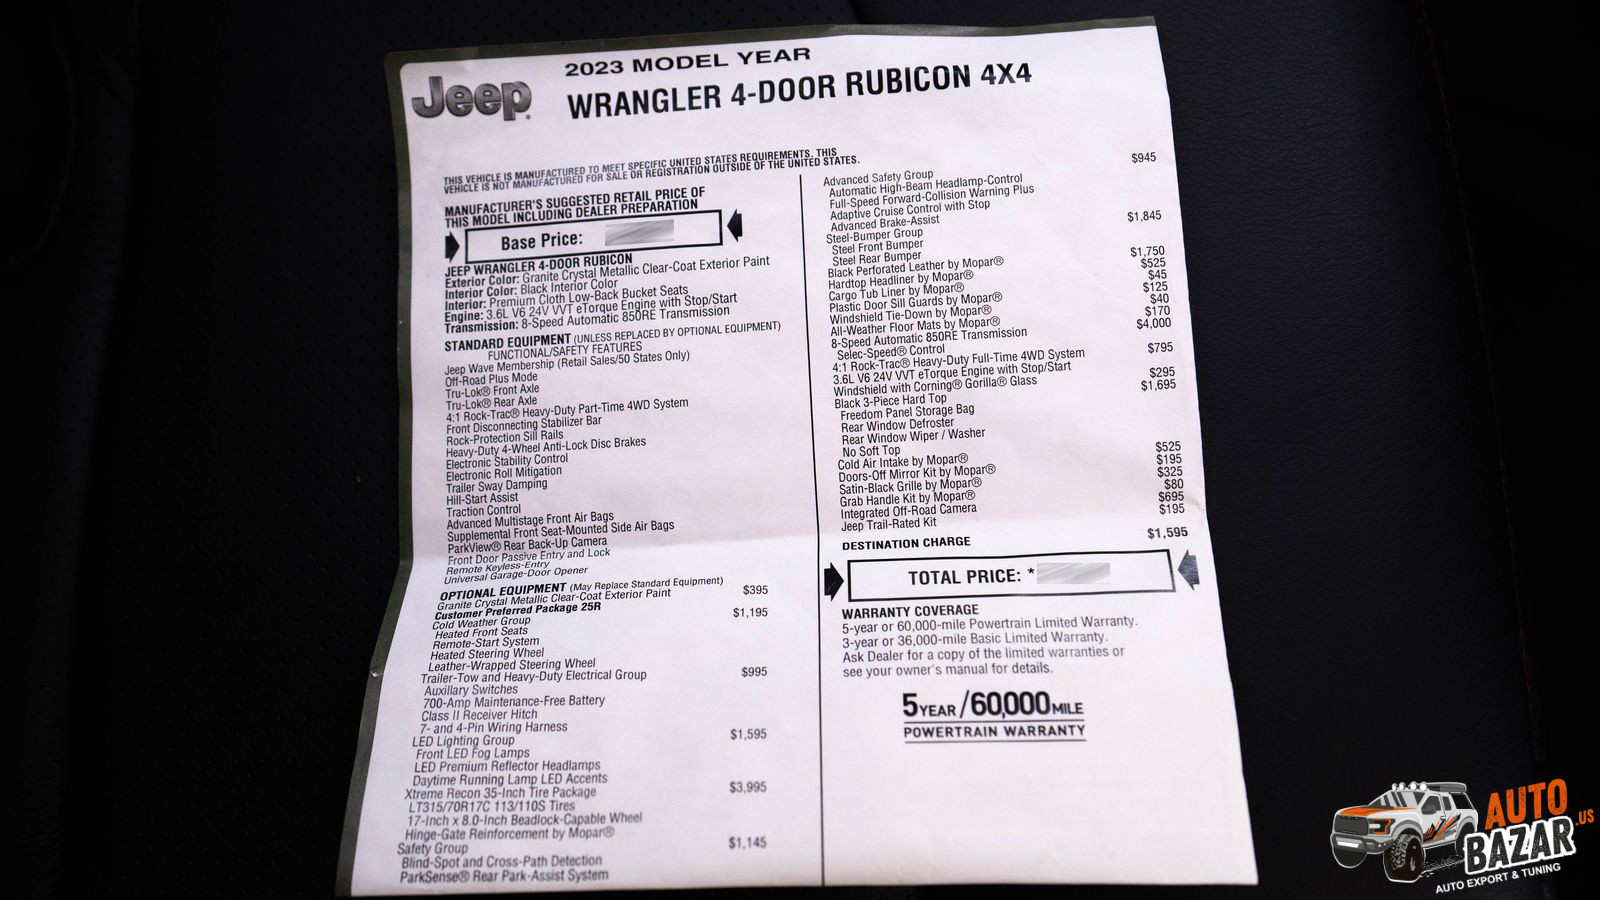 Jeep®
2023 MODEL YEAR
WRANGLER 4-DOOR RUBICON 4X4
THIS VEHICLE IS MANUFACTURED TO MEET SPECIFIC UNITED STATES REQUIREMENTS. THIS
VEHICLE IS NOT MANUFACTURED FOR SALE OR REGISTRATION OUTSIDE OF THE UNITED STATES.
MANUFACTURER'S SUGGESTED RETAIL PRICE OF
THIS MODEL INCLUDING DEALER PREPARATION
Base Price:
JEEP WRANGLER 4-DOOR RUBICON
Exterior Color: Granite Crystal Metallic Clear-Coat Exterior Paint
Interior Color: Black Interior Color
Interior: Premium Cloth Low-Back Bucket Seats
Engine: 3.6L V6 24V VVT eTorque Engine with Stop/Start
Transmission: 8-Speed Automatic 850RE Transmission
STANDARD EQUIPMENT (UNLESS REPLACED BY OPTIONAL EQUIPMENT)
FUNCTIONAL/SAFETY FEATURES
Jeep Wave Membership (Retail Sales/50 States Only)
Off-Road Plus Mode
Tru-Lok® Front Axle
Tru-Lok® Rear Axle
4:1 Rock-Trac® Heavy-Duty Part-Time 4WD System
Front Disconnecting Stabilizer Bar
Rock-Protection Sill Rails
Heavy-Duty 4-Wheel Anti-Lock Disc Brakes
Electronic Stability Control
Electronic Roll Mitigation
Trailer Sway Damping
Hill-Start Assist
Traction Control
Advanced Multistage Front Air Bags
Supplemental Front Seat-Mounted Side Air Bags
ParkView® Rear Back-Up Camera
Front Door Passive Entry and Lock
Remote Keyless-Entry
Universal Garage-Door Opener
OPTIONAL EQUIPMENT (May Replace Standard Equipment)
Granite Crystal Metallic Clear-Coat Exterior Paint $395
Customer Preferred Package 25R
Cold Weather Group $1,195
Heated Front Seats
Remote-Start System
Heated Steering Wheel
Leather-Wrapped Steering Wheel
Trailer-Tow and Heavy-Duty Electrical Group $995
Auxillary Switches
700-Amp Maintenance-Free Battery
Class II Receiver Hitch
7- and 4-Pin Wiring Harness
LED Lighting Group $1,595
Front LED Fog Lamps
LED Premium Reflector Headlamps
Daytime Running Lamp LED Accents
Xtreme Recon 35-Inch Tire Package $3,995
LT315/70R17C 113/110S Tires
17-Inch x 8.0-Inch Beadlock-Capable Wheel
Hinge-Gate Reinforcement by Mopar®
Safety Group $1,145
Blind-Spot and Cross-Path Detection
ParkSense® Rear Park-Assist System
Advanced Safety Group $945
Automatic High-Beam Headlamp-Control
Full-Speed Forward-Collision Warning Plus
Adaptive Cruise Control with Stop
Advanced Brake-Assist
Steel-Bumper Group $1,845
Steel Front Bumper
Steel Rear Bumper
Black Perforated Leather by Mopar® $1,750
Hardtop Headliner by Mopar® $525
Cargo Tub Liner by Mopar® $45
Plastic Door Sill Guards by Mopar® $125
Windshield Tie-Down by Mopar® $40
All-Weather Floor Mats by Mopar® $170
8-Speed Automatic 850RE Transmission $4,000
Selec-Speed® Control
4:1 Rock-Trac® Heavy-Duty Full-Time 4WD System $795
3.6L V6 24V VVT eTorque Engine with Stop/Start
Windshield with Corning® Gorilla® Glass $295
Black 3-Piece Hard Top $1,695
Freedom Panel Storage Bag
Rear Window Defroster
Rear Window Wiper / Washer
No Soft Top
Cold Air Intake by Mopar® $525
Doors-Off Mirror Kit by Mopar® $195
Satin-Black Grille by Mopar® $325
Grab Handle Kit by Mopar® $80
Integrated Off-Road Camera $695
Jeep Trail-Rated Kit $195
DESTINATION CHARGE $1,595
TOTAL PRICE: *
WARRANTY COVERAGE
5-year or 60,000-mile Powertrain Limited Warranty.
3-year or 36,000-mile Basic Limited Warranty.
Ask Dealer for a copy of the limited warranties or
see your owner's manual for details.
5 YEAR / 60,000 MILE
POWERTRAIN WARRANTY
AUTO
BAZAR.US
AUTO EXPORT & TUNING